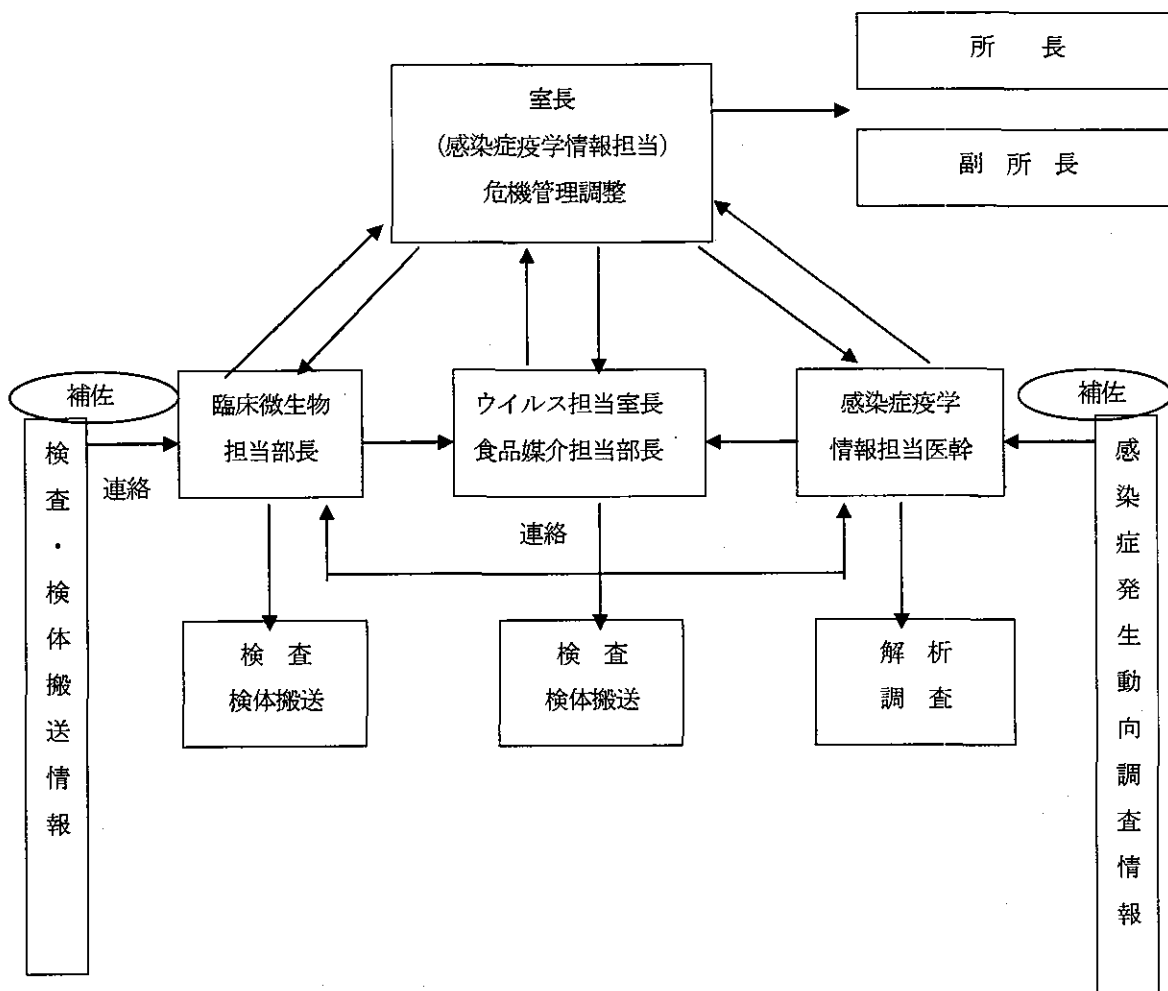 所 長
室長
(感染症疫学情報担当)
危機管理調整
副 所 長
補佐
臨床微生物
担当部長
ウイルス担当室長
食品媒介担当部長
感染症疫学
情報担当医幹
補佐
連絡
連絡
検 査
検体搬送
検 査
検体搬送
解 析
調 査
検査・検体搬送情報
感染症発生動向調査情報